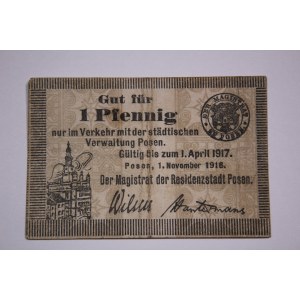 Gut für
1 Pfennig
nur im Verkehr mit der städtischen
Verwaltung Posen.
Gültig bis zum 1. April 1917.
Posen, 1. November 1916.
Der Magistrat der Residenzstadt Posen.
Wilms